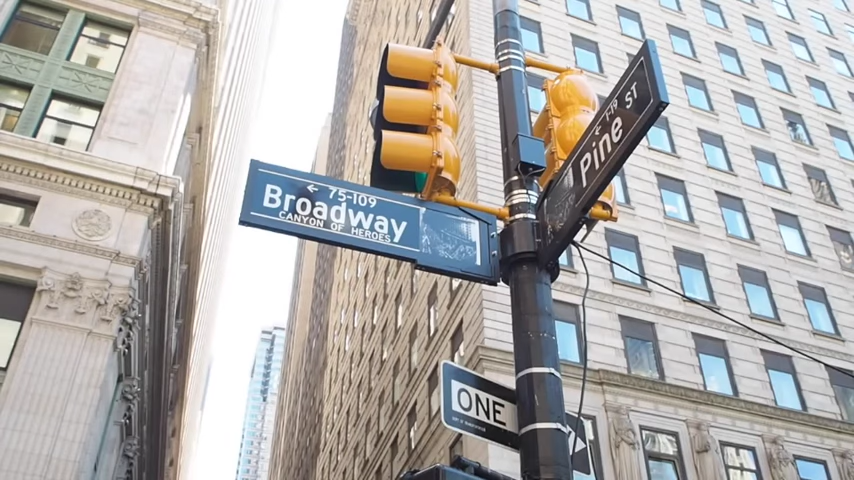 ← 75-109
Broadway
CANYON OF HEROES
← 1-19
Pine ST
ONE